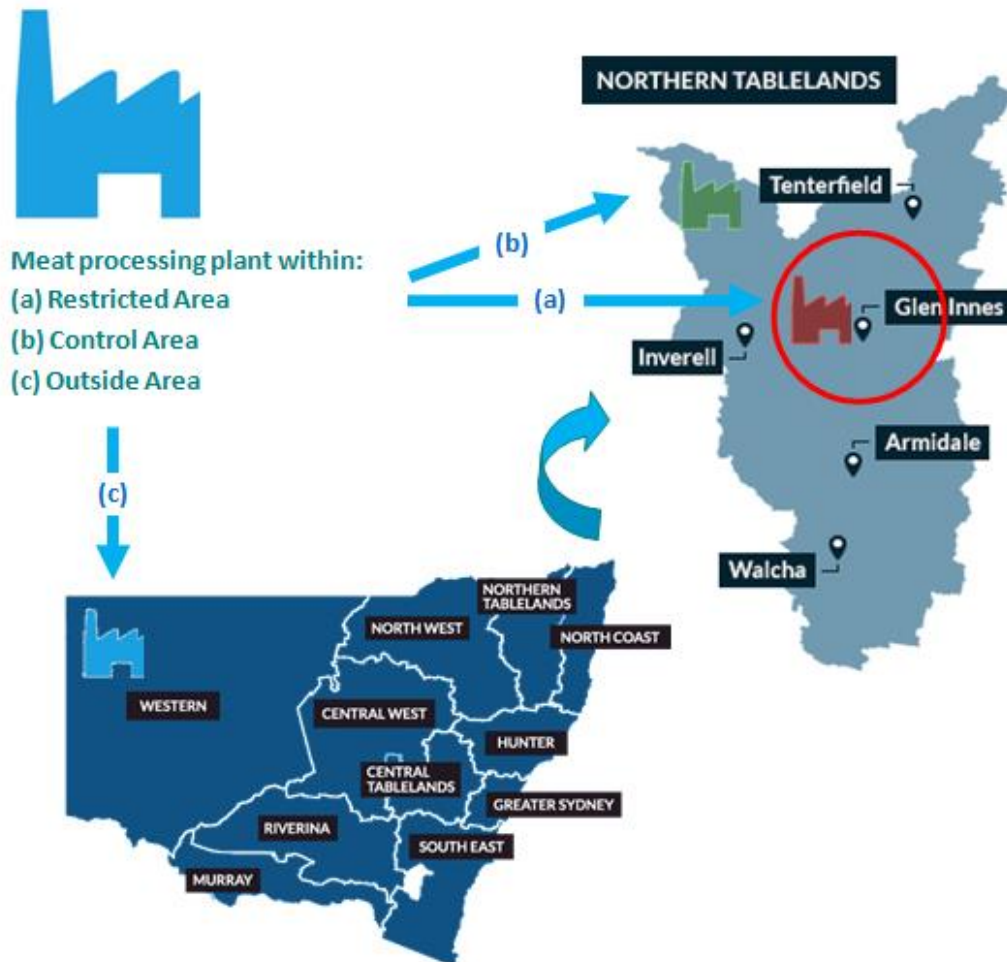 NORTHERN TABLELANDS
Tenterfield
(b)
Meat processing plant within:
(a) Restricted Area
(a)
Glen Innes
(b) Control Area
Inverell
(c) Outside Area
Armidale
(c)
Walcha
NORTHERN
TABLELANDS
NORTH WEST
NORTH COAST
WESTERN
CENTRAL WEST
HUNTER
CENTRAL
TABLELANDS
GREATER SYDNEY
RIVERINA
SOUTH EAST
MURRAY